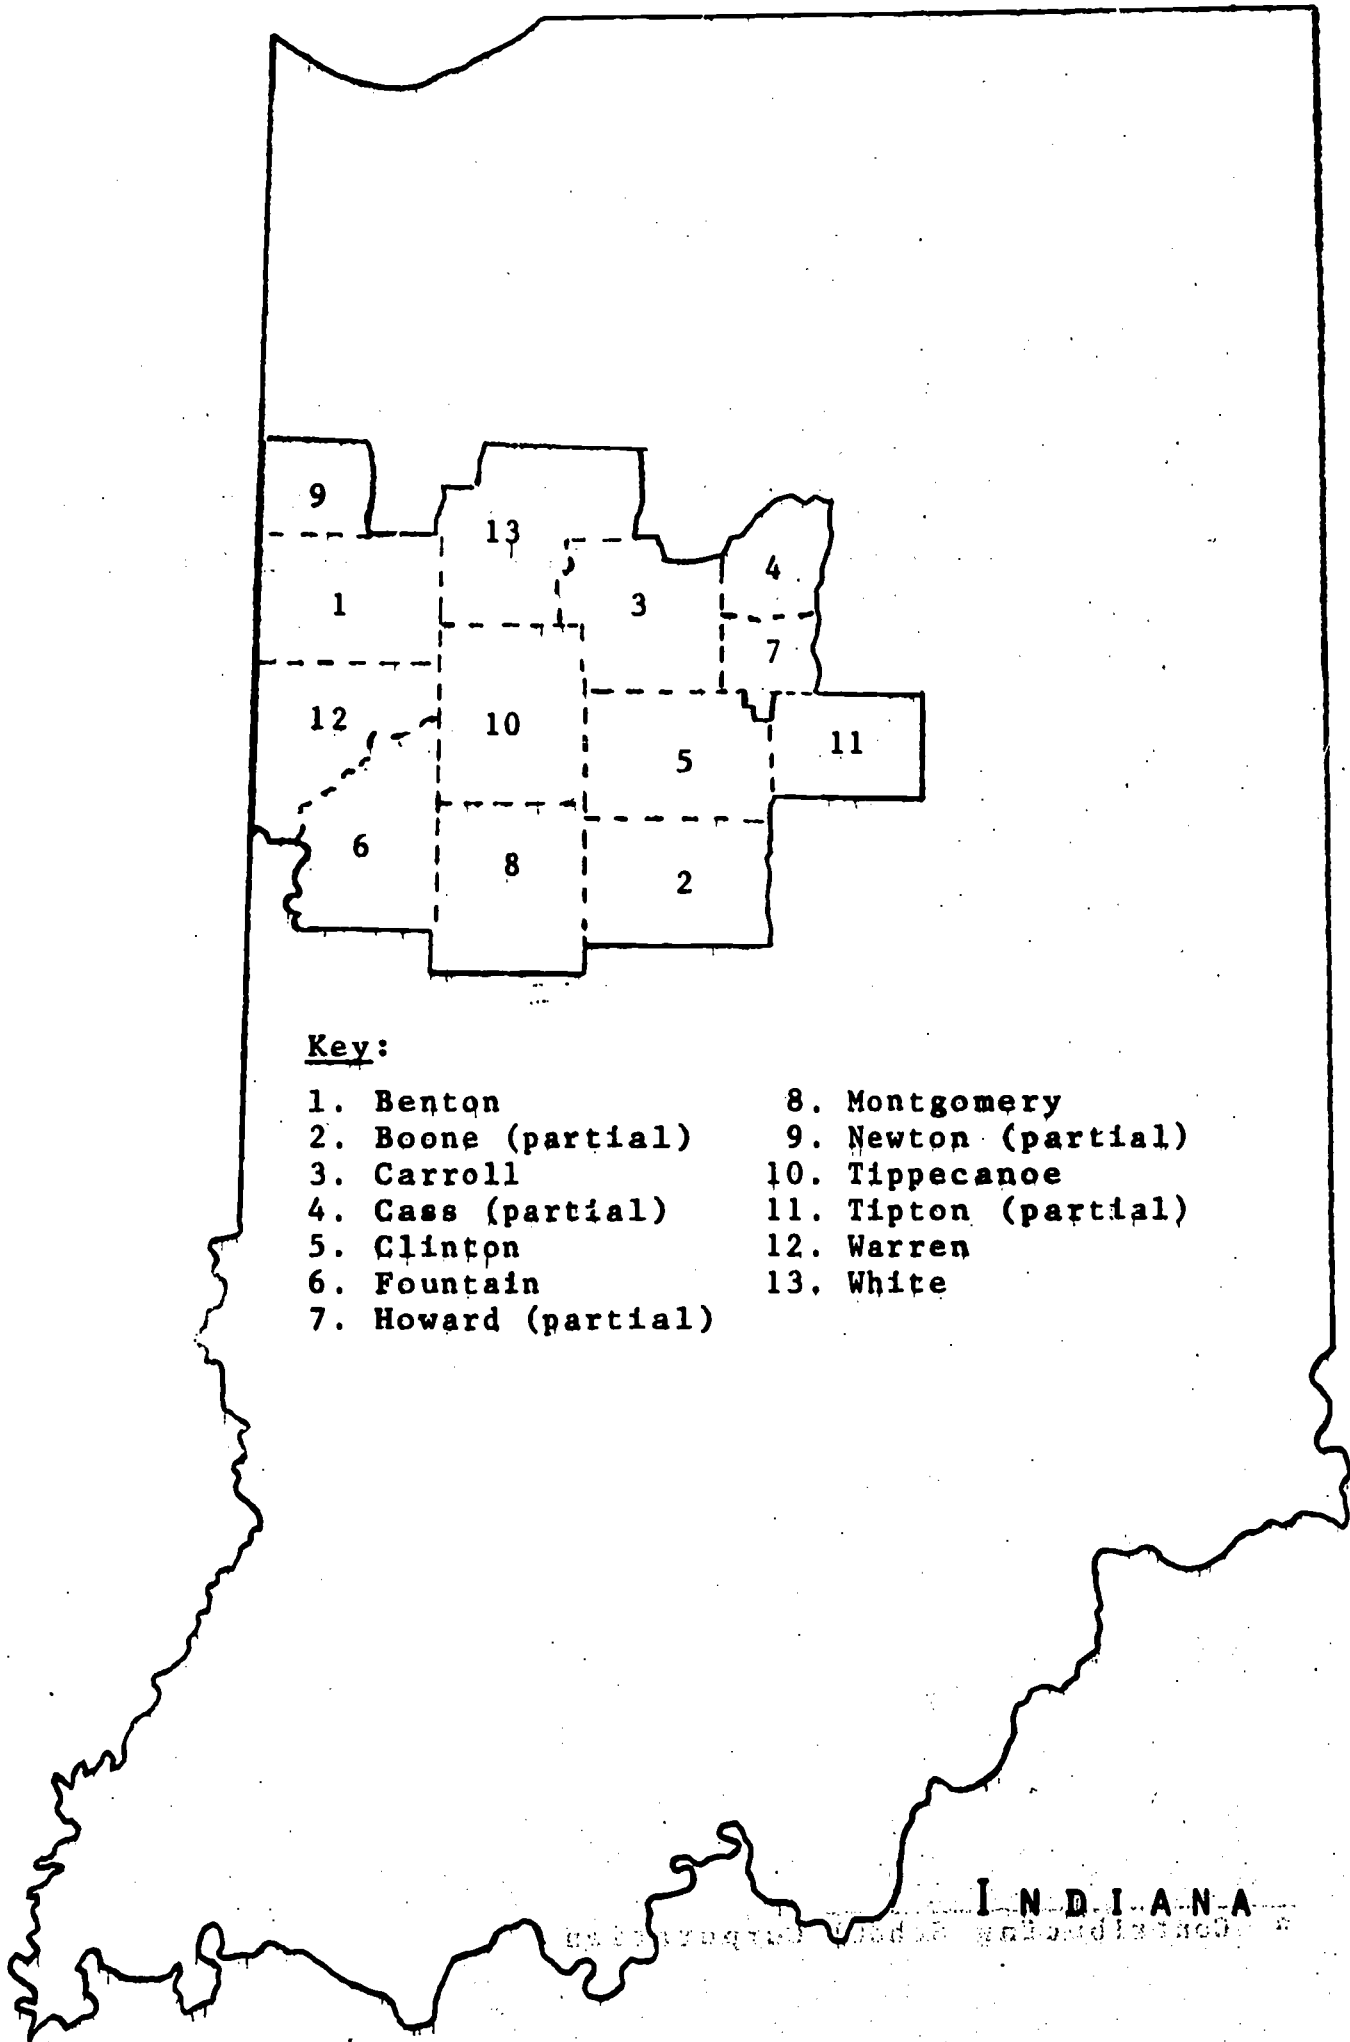 9
13
4
1
3
7
12
10
11
5
6
8
2
Key:
1. Benton
2. Boone (partial)
3. Carroll
4. Cass (partial)
5. Clinton
6. Fountain
7. Howard (partial)
8. Montgomery
9. Newton (partial)
10. Tippecanoe
11. Tipton (partial)
12. Warren
13. White
INDIANA